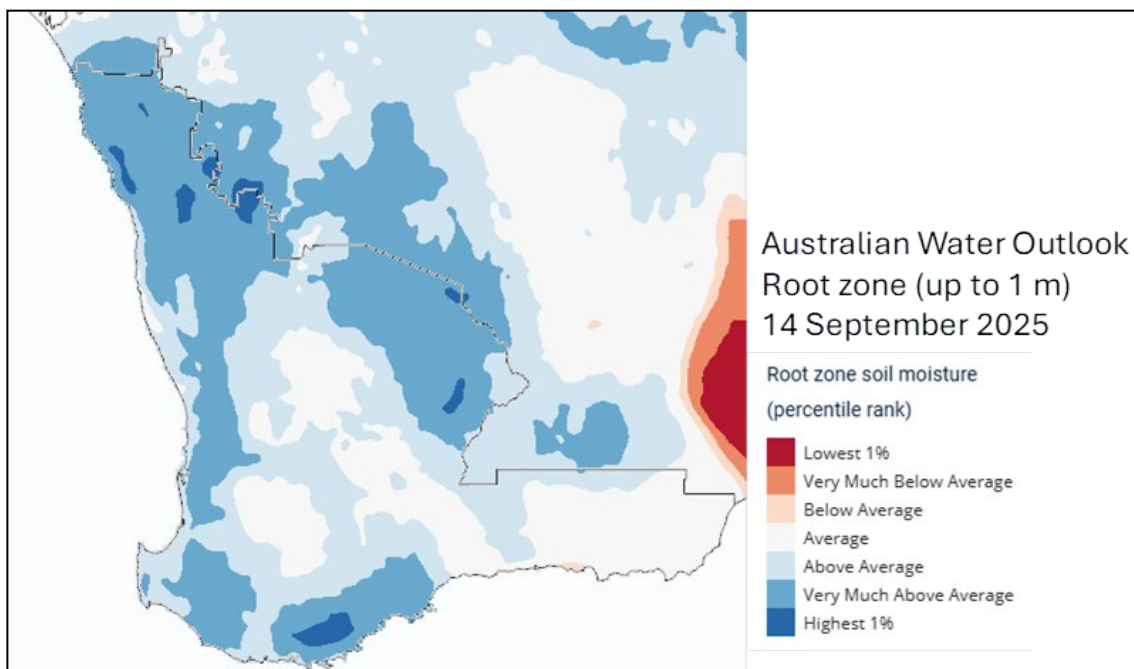 Australian Water Outlook
Root zone (up to 1 m)
14 September 2025
Root zone soil moisture
(percentile rank)
Lowest 1%
Very Much Below Average
Below Average
Average
Above Average
Very Much Above Average
Highest 1%